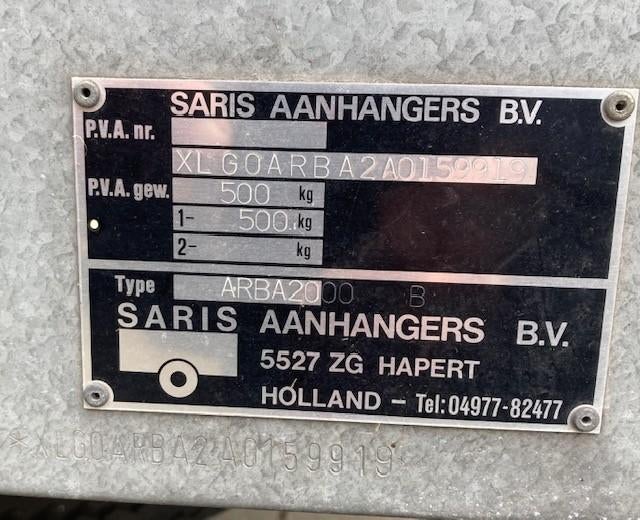 SARIS AANHANGERS B.V.
P.V.A. nr.
XLG0ARBA2A0159919
P.V.A. gew. 500 kg
1- 500 kg
2- kg
Type ARBA2000 B
SARIS AANHANGERS B.V.
5527 ZG HAPERT
HOLLAND - Tel:04977-82477
*XLG0ARBA2A0159919*